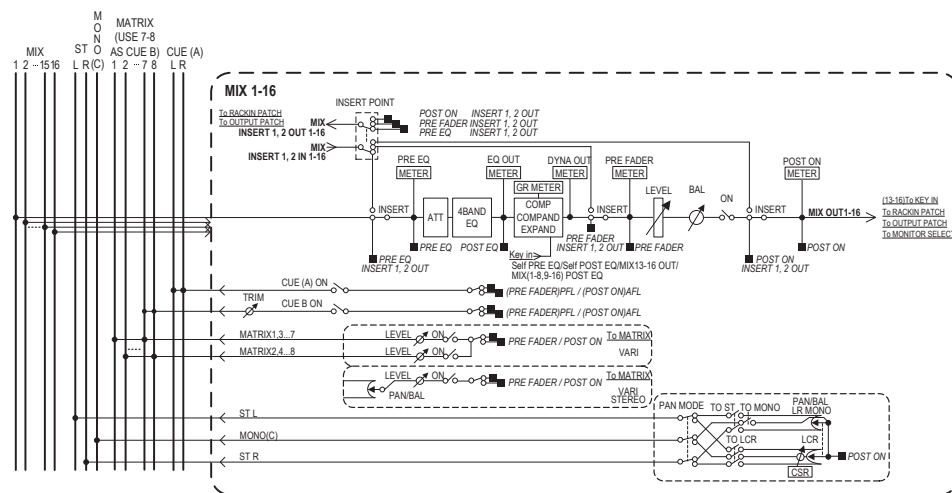 M
O
N
O
(C)
MATRIX
(USE 7-8
AS CUE B)
ST
CUE (A)
MIX
L R
1 2 ··· 15 16
1 2 ··· 7 8
L R
MIX 1-16
INSERT POINT
To RACKIN PATCH
To OUTPUT PATCH
MIX
INSERT 1, 2 OUT 1-16
POST ON INSERT 1, 2 OUT
PRE FADER INSERT 1, 2 OUT
PRE EQ INSERT 1, 2 OUT
MIX
INSERT 1, 2 IN 1-16
PRE EQ
METER
EQ OUT
METER
DYNA OUT
METER
PRE FADER
METER
POST ON
METER
GR METER
LEVEL
BAL
ON
INSERT
ATT
4BAND
EQ
COMP
COMPAND
EXPAND
INSERT
INSERT
MIX OUT1-16
(13-16)To KEY IN
To RACKIN PATCH
To OUTPUT PATCH
To MONITOR SELECT
PRE EQ
POST EQ
PRE FADER
INSERT 1, 2 OUT
PRE FADER
POST ON
PRE EQ
INSERT 1, 2 OUT
Key in
Self PRE EQ/Self POST EQ/MIX13-16 OUT/
MIX(1-8,9-16) POST EQ
POST ON
INSERT 1, 2 OUT
CUE (A) ON
(PRE FADER)PFL / (POST ON)AFL
TRIM
CUE B ON
(PRE FADER)PFL / (POST ON)AFL
MATRIX1,3...7
LEVEL
ON
PRE FADER / POST ON
To MATRIX
VARI
MATRIX2,4...8
LEVEL
ON
LEVEL
ON
PAN/BAL
PRE FADER / POST ON
To MATRIX
VARI
STEREO
ST L
PAN MODE
TO ST
TO MONO
PAN/BAL
LR MONO
MONO(C)
TO LCR
LCR
POST ON
ST R
CSR